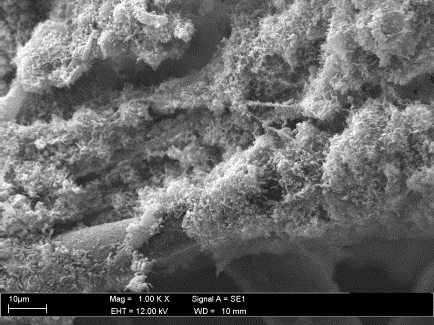 10µm Mag = 1.00 K X Signal A = SE1
EHT = 12.00 kV WD = 10 mm